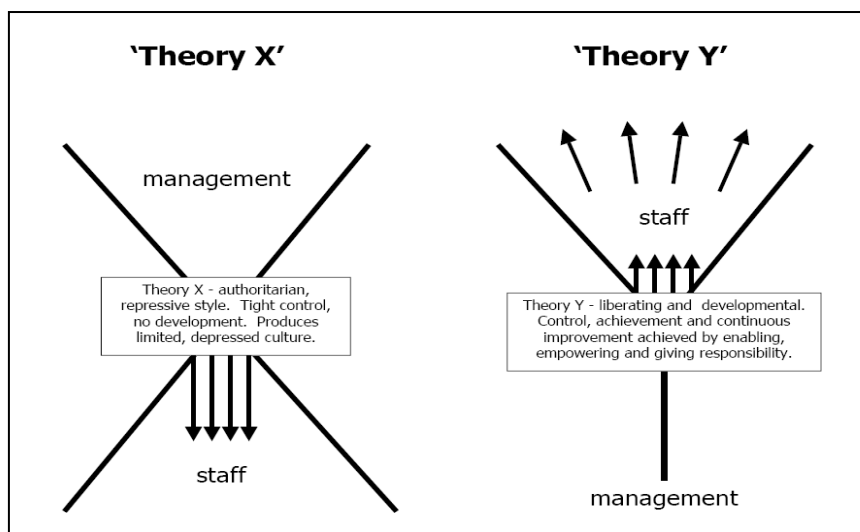 ‘Theory X’
management
Theory X - authoritarian,
repressive style. Tight control,
no development. Produces
limited, depressed culture.
staff
‘Theory Y’
staff
Theory Y - liberating and developmental.
Control, achievement and continuous
improvement achieved by enabling,
empowering and giving responsibility.
management